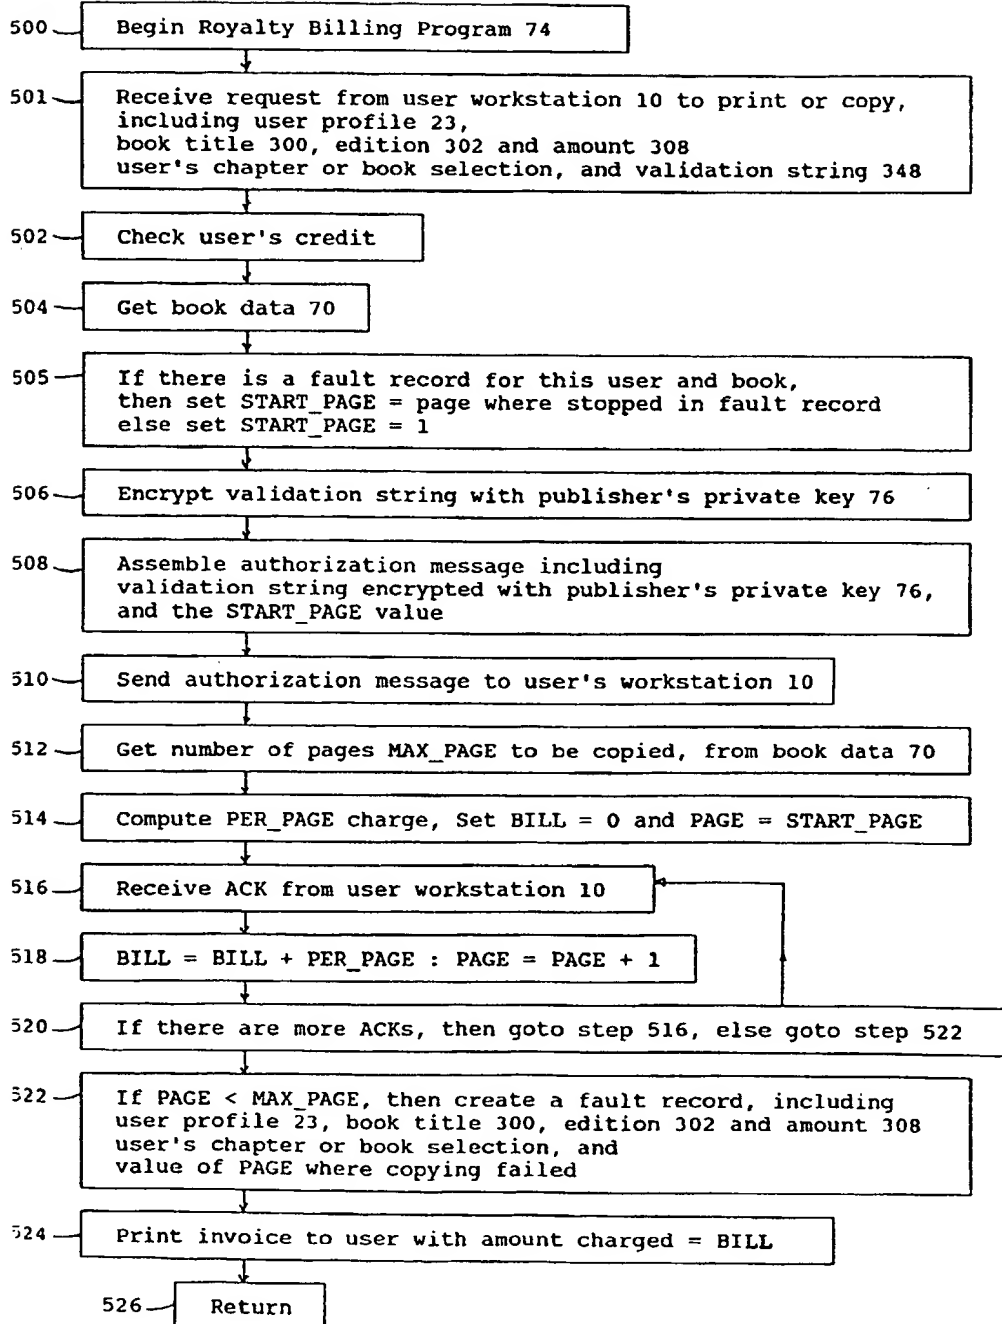 500 Begin Royalty Billing Program 74
501 Receive request from user workstation 10 to print or copy,
including user profile 23,
book title 300, edition 302 and amount 308
user's chapter or book selection, and validation string 348
502 Check user's credit
504 Get book data 70
505 If there is a fault record for this user and book,
then set START_PAGE = page where stopped in fault record
else set START_PAGE = 1
506 Encrypt validation string with publisher's private key 76
508 Assemble authorization message including
validation string encrypted with publisher's private key 76,
and the START_PAGE value
510 Send authorization message to user's workstation 10
512 Get number of pages MAX_PAGE to be copied, from book data 70
514 Compute PER_PAGE charge, Set BILL = 0 and PAGE = START_PAGE
516 Receive ACK from user workstation 10
518 BILL = BILL + PER_PAGE : PAGE = PAGE + 1
520 If there are more ACKs, then goto step 516, else goto step 522
522 If PAGE < MAX_PAGE, then create a fault record, including
user profile 23, book title 300, edition 302 and amount 308
user's chapter or book selection, and
value of PAGE where copying failed
524 Print invoice to user with amount charged = BILL
526 Return